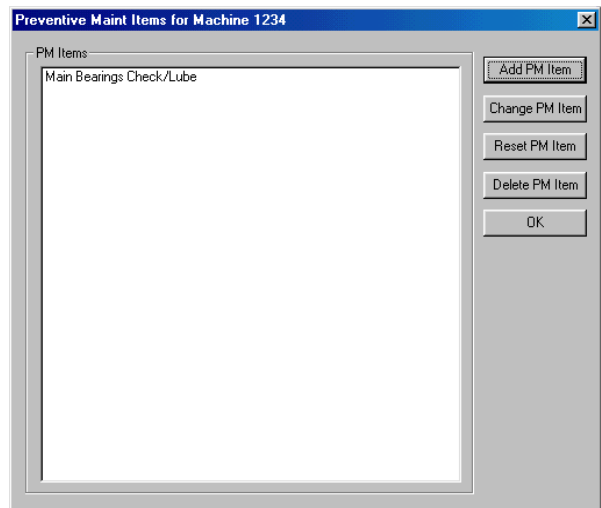 Preventive Maint Items for Machine 1234
PM Items
Main Bearings Check/Lube
Add PM Item
Change PM Item
Reset PM Item
Delete PM Item
OK